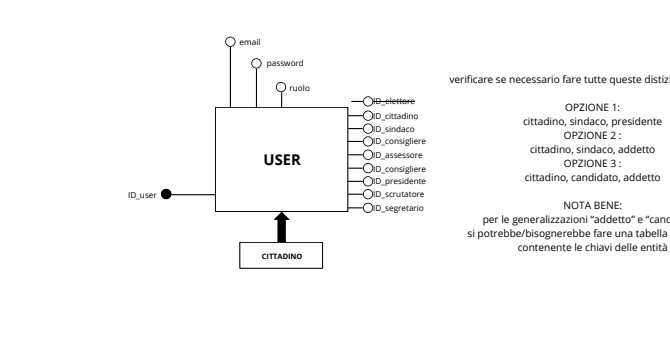 email
password
ruolo
ID_elettore
ID_cittadino
ID_sindaco
ID_consigliere
ID_assessore
ID_consigliere
ID_presidente
ID_scrutatore
ID_segretario
USER
ID_user
CITTADINO
verificare se necessario fare tutte queste distizi
OPZIONE 1:
cittadino, sindaco, presidente
OPZIONE 2 :
cittadino, sindaco, addetto
OPZIONE 3 :
cittadino, candidato, addetto
NOTA BENE:
per le generalizzazioni “addetto” e “canc
si potrebbe/bisognerebbe fare una tabella
contenente le chiavi delle entità